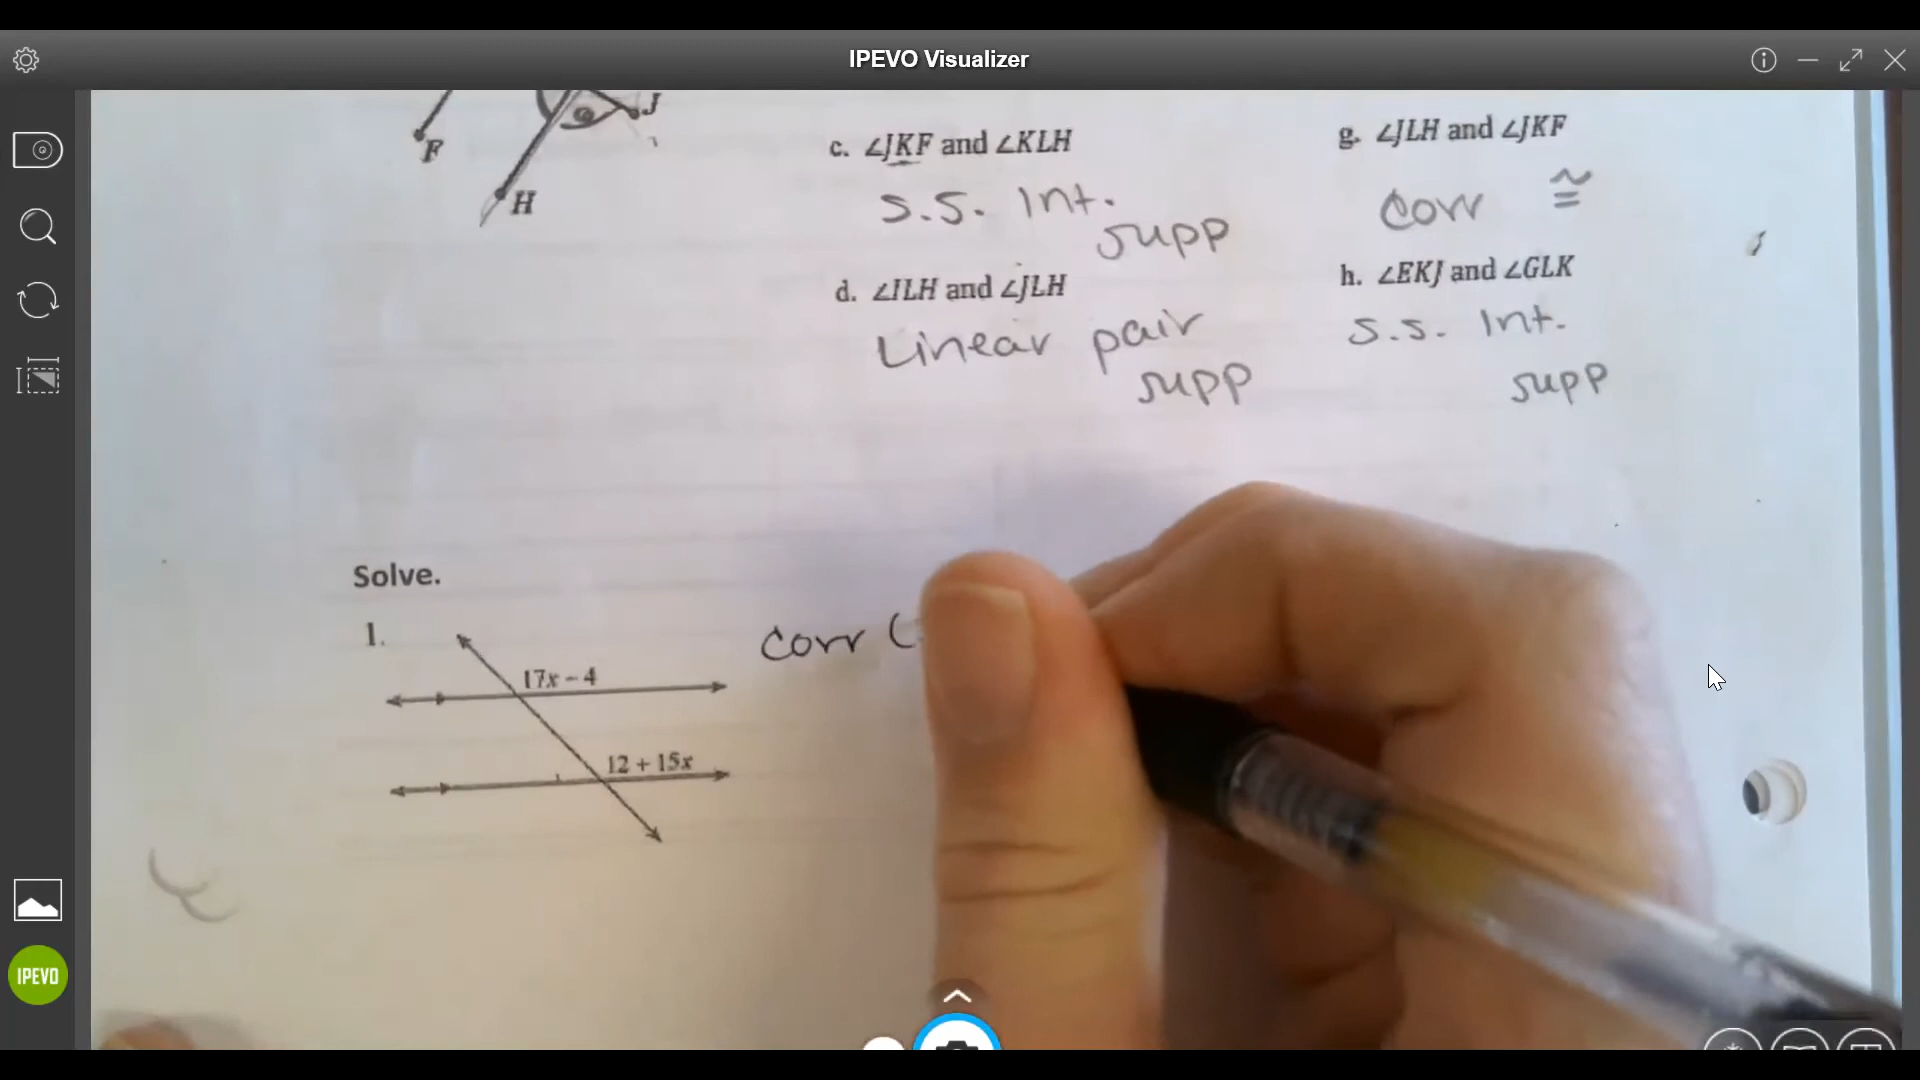 IPEVO Visualizer
F
J
H
c. ∠JKF and ∠KLH
s.s. Int.
supp
g. ∠JLH and ∠JKF
corr ≅
d. ∠ILH and ∠JLH
Linear pair
supp
h. ∠EKJ and ∠GLK
s.s. Int.
supp
Solve.
1.
17x – 4
12 + 15x
corr (
IPEVO